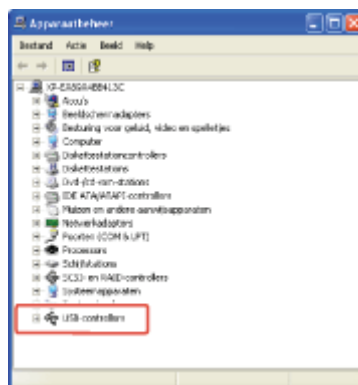 Apparaatbeheer
Bestand Actie Beeld Help
Accu's
Beeldschermadapters
Besturing voor geluid, video en spelletjes
Computer
Diskettestationcontrollers
Diskettestations
Dvd-/cd-rom-stations
IDE ATA/ATAPI-controllers
Muizen en andere aanwijsapparaten
Netwerkadapters
Poorten (COM & LPT)
Processors
Schijfstations
SCSI- en RAID-controllers
Systeemapparaten
USB-controllers